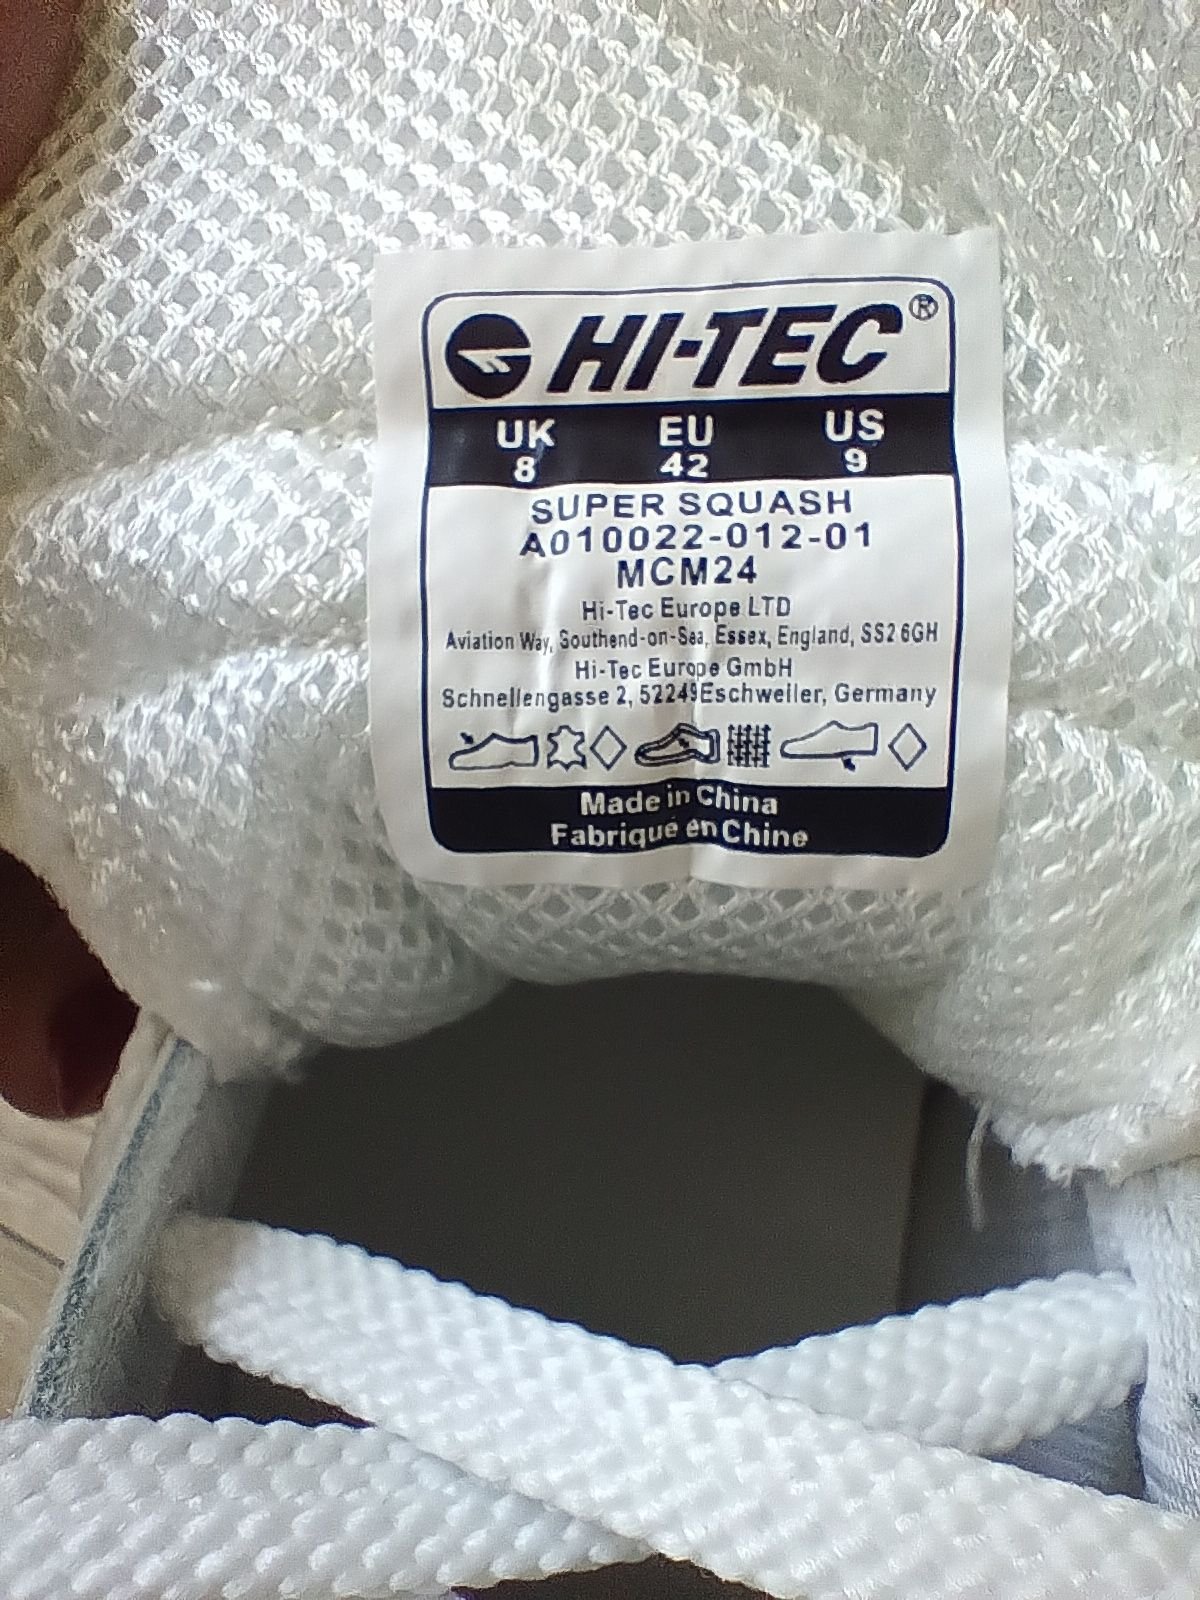 HI-TEC®
UK EU US
8 42 9
SUPER SQUASH
A010022-012-01
MCM24
Hi-Tec Europe LTD
Aviation Way, Southend-on-Sea, Essex, England, SS2 6GH
Hi-Tec Europe GmbH
Schnellengasse 2, 52249Eschweiler, Germany
Made in China
Fabriqué en Chine